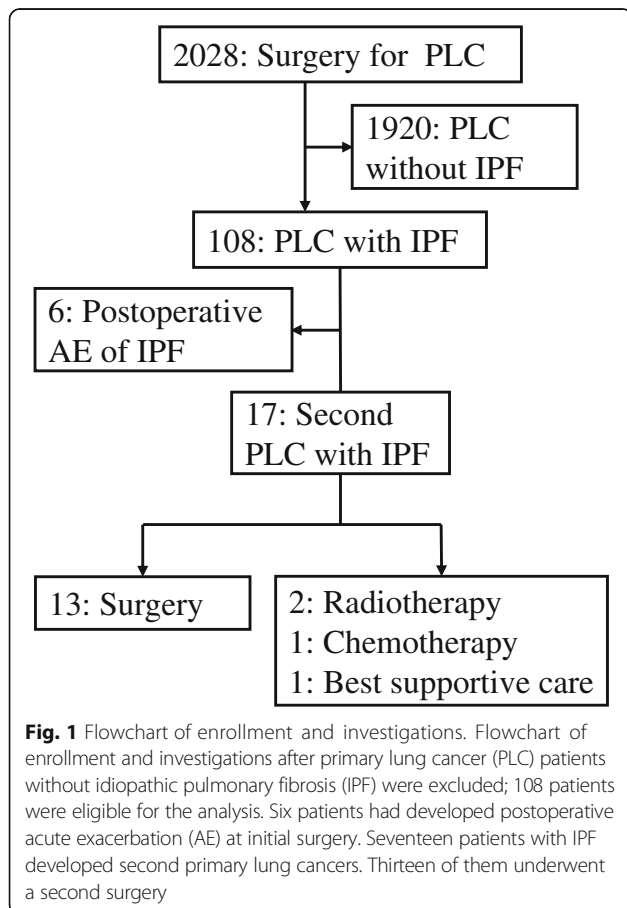 2028: Surgery for PLC
1920: PLC
without IPF
108: PLC with IPF
6: Postoperative
AE of IPF
17: Second
PLC with IPF
13: Surgery
2: Radiotherapy
1: Chemotherapy
1: Best supportive care
Fig. 1 Flowchart of enrollment and investigations. Flowchart of
enrollment and investigations after primary lung cancer (PLC) patients
without idiopathic pulmonary fibrosis (IPF) were excluded; 108 patients
were eligible for the analysis. Six patients had developed postoperative
acute exacerbation (AE) at initial surgery. Seventeen patients with IPF
developed second primary lung cancers. Thirteen of them underwent
a second surgery